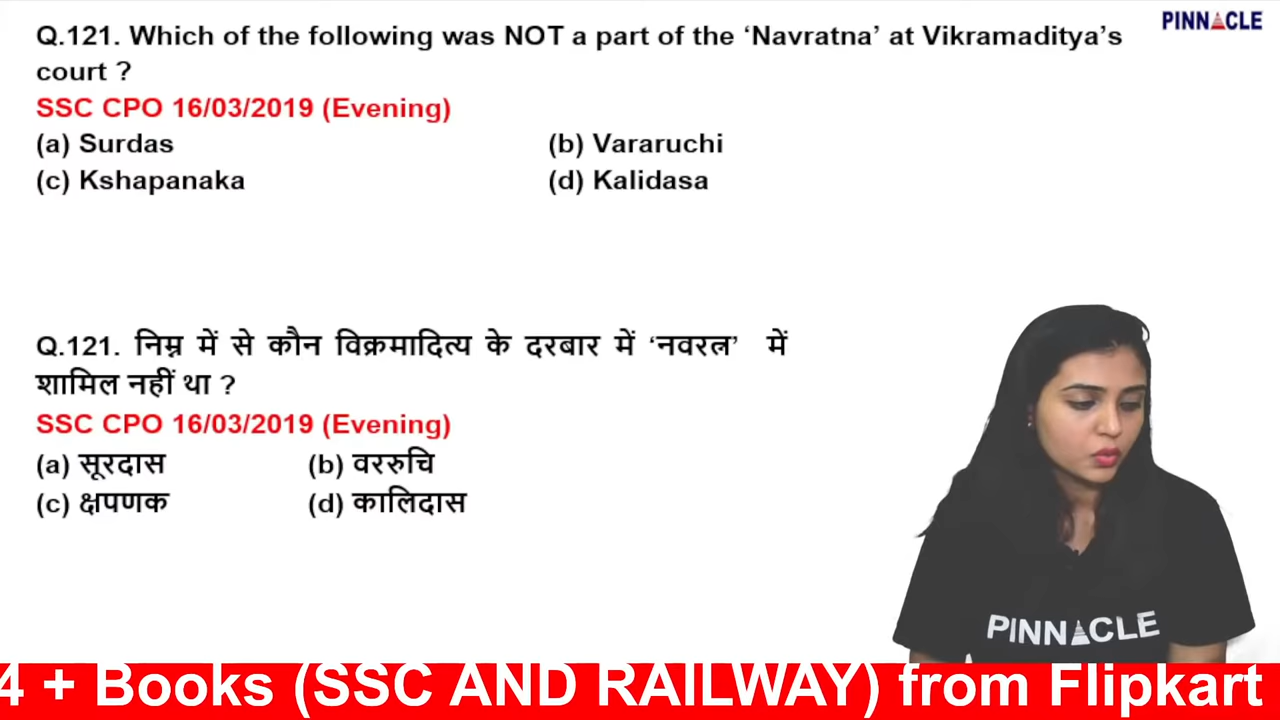 PINNACLE
Q.121. Which of the following was NOT a part of the ‘Navratna’ at Vikramaditya’s
court ?
SSC CPO 16/03/2019 (Evening)
(a) Surdas (b) Vararuchi
(c) Kshapanaka (d) Kalidasa
Q.121. निम्न में से कौन विक्रमादित्य के दरबार में ‘नवरत्न’ में
शामिल नहीं था ?
SSC CPO 16/03/2019 (Evening)
(a) सूरदास (b) वररुचि
(c) क्षपणक (d) कालिदास
PINNACLE
4 + Books (SSC AND RAILWAY) from Flipkart